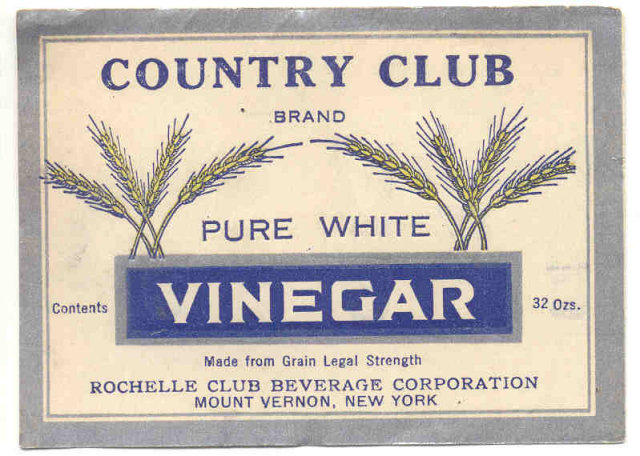 COUNTRY CLUB
BRAND
PURE WHITE
VINEGAR
Contents
32 Ozs.
Made from Grain Legal Strength
ROCHELLE CLUB BEVERAGE CORPORATION
MOUNT VERNON, NEW YORK